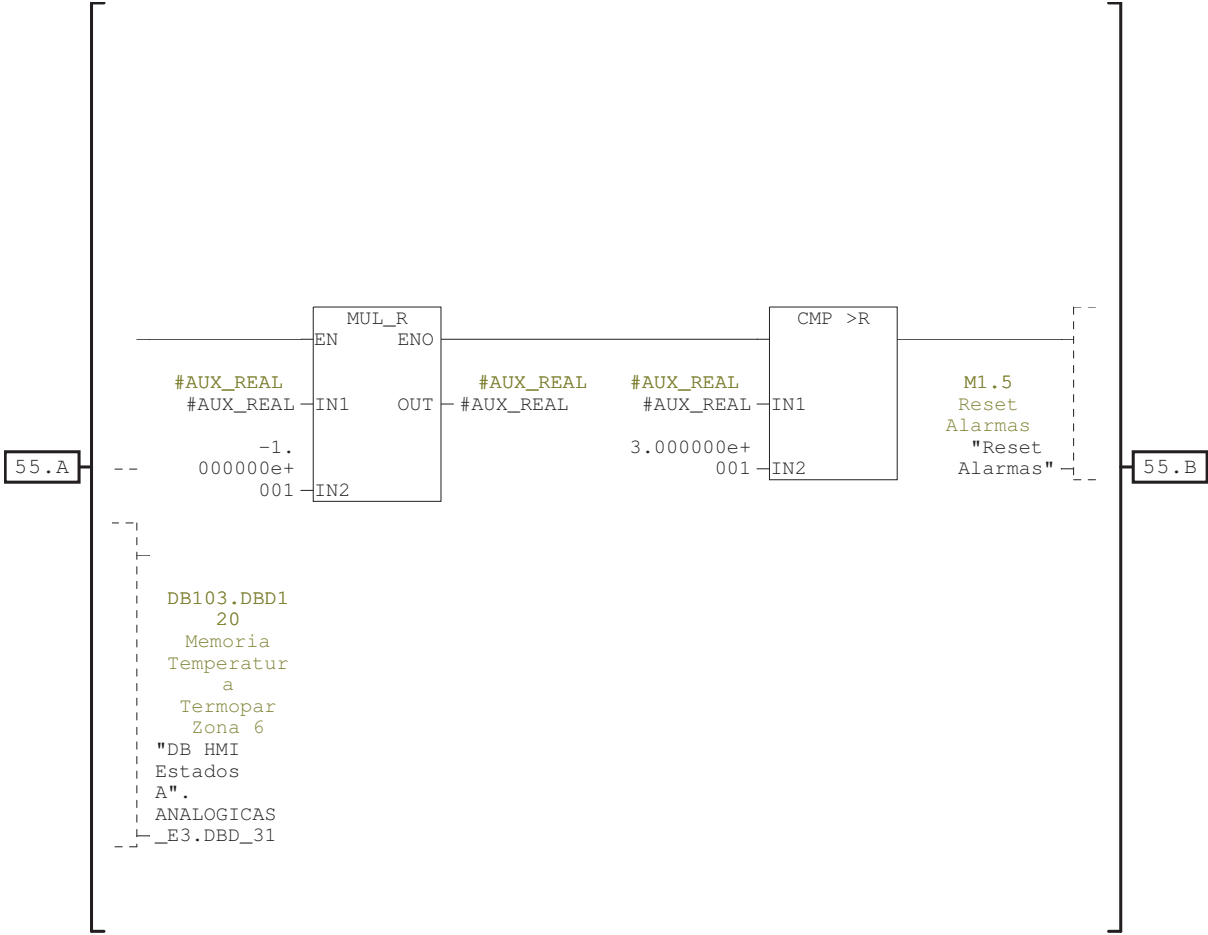 MUL_R
EN ENO
#AUX_REAL
#AUX_REAL
IN1
OUT
#AUX_REAL
#AUX_REAL
-1.
000000e+
001
IN2
CMP >R
#AUX_REAL
#AUX_REAL
IN1
3.000000e+
001
IN2
M1.5
Reset
Alarmas
"Reset
Alarmas"
55.A
55.B
DB103.DBD1
20
Memoria
Temperatur
a
Termopar
Zona 6
"DB HMI
Estados
A".
ANALOGICAS
_E3.DBD_31